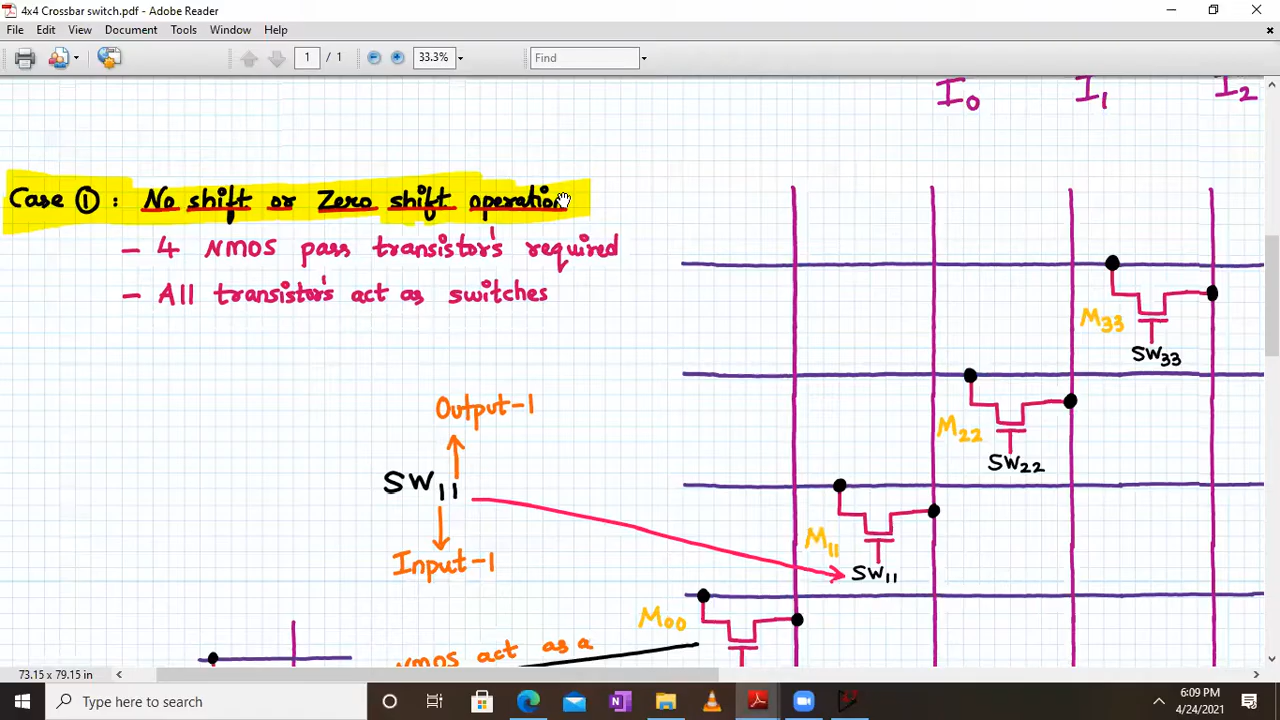 4x4 Crossbar switch.pdf - Adobe Reader
File Edit View Document Tools Window Help
1 / 1 33.3% Find
I0 I1 I2
Case ① : No shift or Zero shift operation
- 4 NMOS pass transistor's required
- All transistor's act as switches
M33
SW33
Output-1
M22
SW22
SW11
M11
Input-1
SW11
M00
NMOS act as a
73.15 x 79.15 in
Type here to search
6:09 PM
4/24/2021